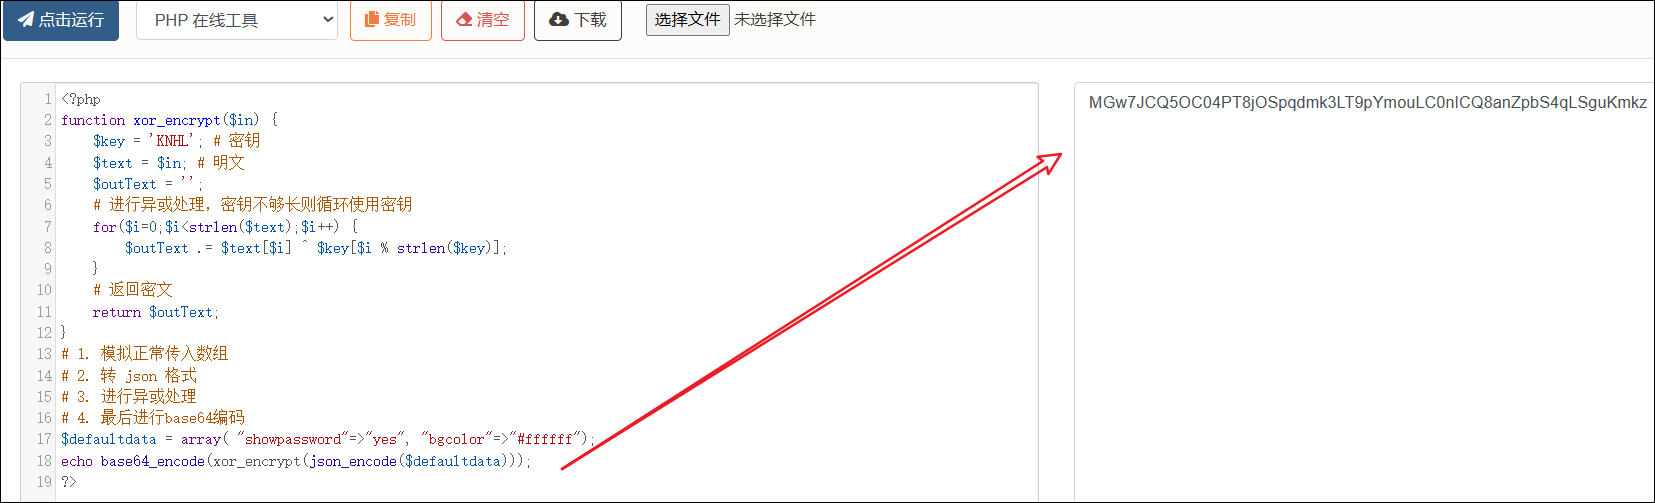 点击运行 PHP 在线工具 复制 清空 下载 选择文件 未选择文件
1 <?php
2 function xor_encrypt($in) {
3     $key = 'KNHL'; # 密钥
4     $text = $in; # 明文
5     $outText = '';
6     # 进行异或处理，密钥不够长则循环使用密钥
7     for($i=0;$i<strlen($text);$i++) {
8         $outText .= $text[$i] ^ $key[$i % strlen($key)];
9     }
10     # 返回密文
11     return $outText;
12 }
13 # 1. 模拟正常传入数组
14 # 2. 转 json 格式
15 # 3. 进行异或处理
16 # 4. 最后进行base64编码
17 $defaultdata = array( "showpassword"=>"yes", "bgcolor"=>"#ffffff");
18 echo base64_encode(xor_encrypt(json_encode($defaultdata)));
19 ?>
MGw7JCQ5OC04PT8jOSpqdmk3LT9pYmouLC0nICQ8anZpbS4qLSguKmkz